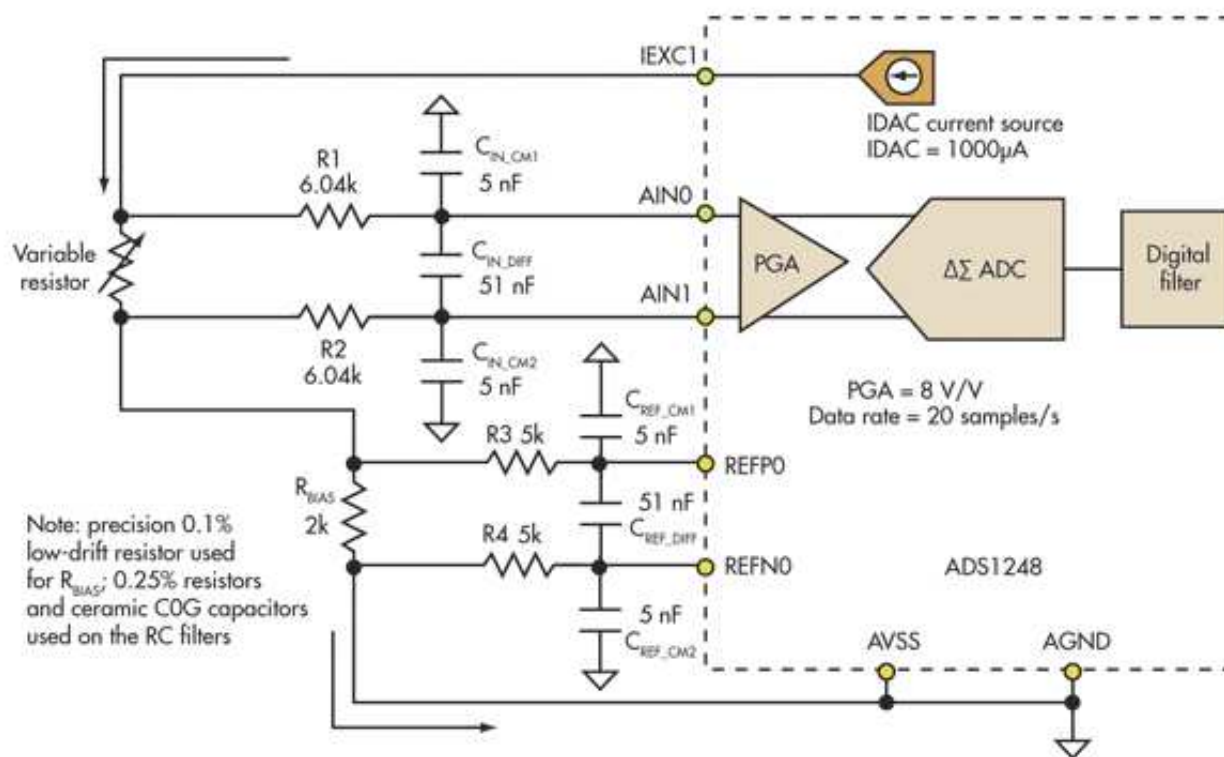 IEXC1
IDAC current source
IDAC = 1000μA
R1
6.04k
C_IN_CM1
5 nF
AIN0
Variable
resistor
C_IN_DIFF
51 nF
PGA
ΔΣ ADC
Digital
filter
AIN1
R2
6.04k
C_IN_CM2
5 nF
PGA = 8 V/V
Data rate = 20 samples/s
C_REF_CM1
5 nF
R3 5k
REFP0
R_BIAS
2k
51 nF
C_REF_DIFF
R4 5k
REFN0
ADS1248
Note: precision 0.1%
low-drift resistor used
for R_BIAS; 0.25% resistors
and ceramic C0G capacitors
used on the RC filters
5 nF
C_REF_CM2
AVSS
AGND